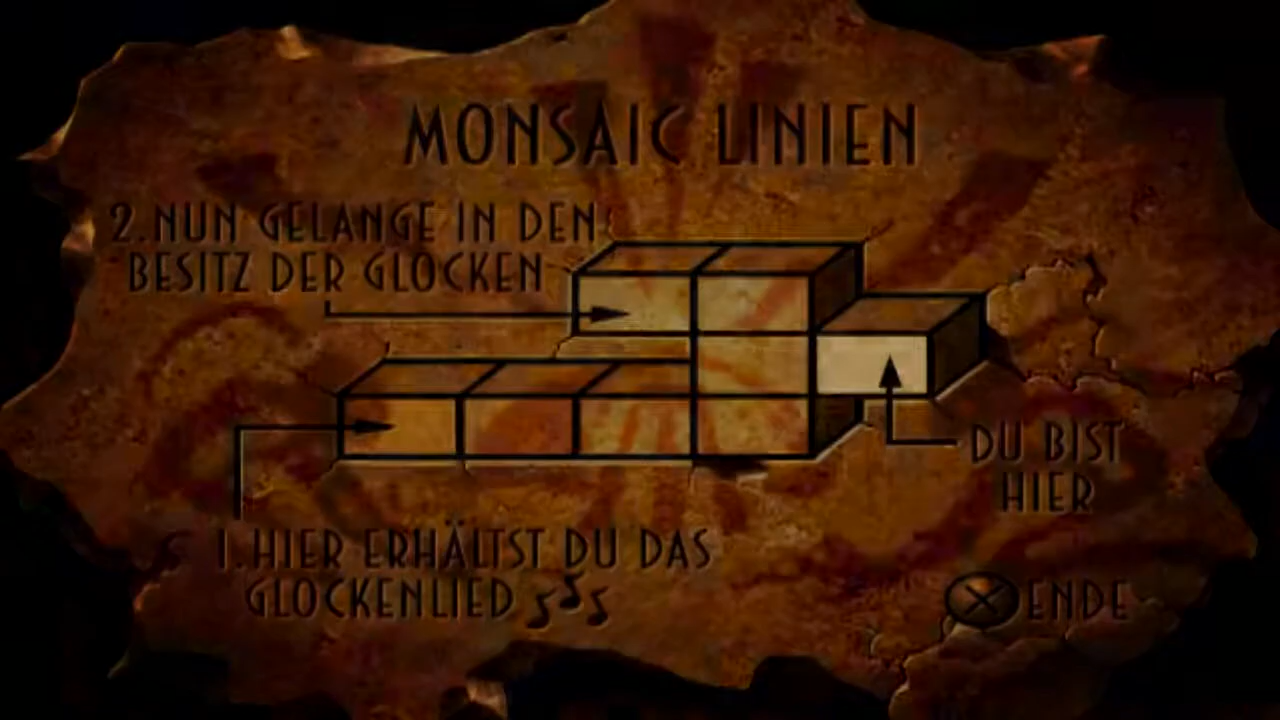 MONSAIC LINIEN
2. NUN GELANGE IN DEN
BESITZ DER GLOCKEN
DU BIST
HIER
1. HIER ERHÄLTST DU DAS
GLOCKENLIED
ENDE